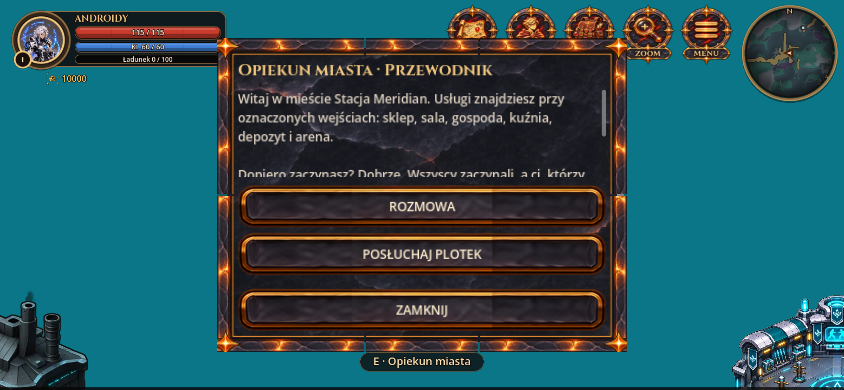 ANDROIDY
115 / 115
Ki 60 / 60
Ładunek 0 / 100
I
10000
ZOOM
MENU
N
OPIEKUN MIASTA · PRZEWODNIK
Witaj w mieście Stacja Meridian. Usługi znajdziesz przy
oznaczonych wejściach: sklep, sala, gospoda, kuźnia,
depozyt i arena.
Dopiero zaczynasz? Dobrze. Wszyscy zaczynali, a ci, którzy
ROZMOWA
POSŁUCHAJ PLOTEK
ZAMKNIJ
E · Opiekun miasta